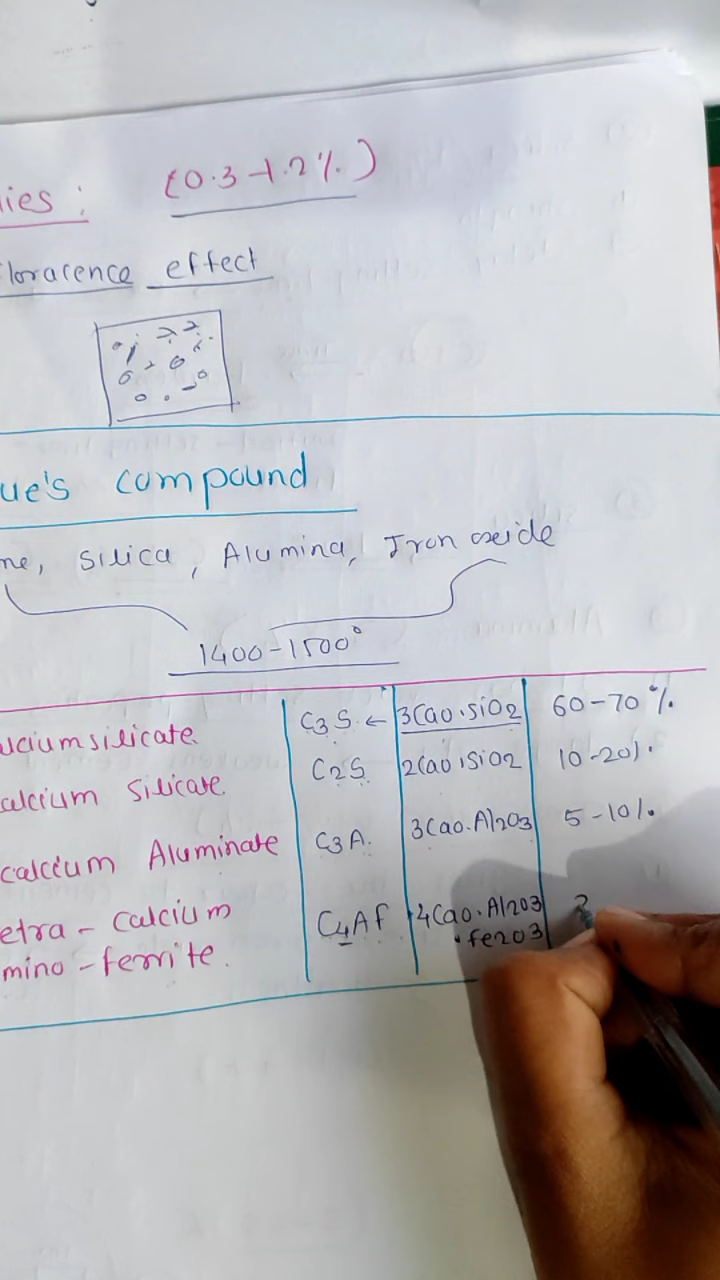 ies: (0.3-1.2%)
loracence effect
ue's compound
ne, silica, Alumina, Iron oxide
1400-1500°
lcium silicate C3S ← 3CaO.SiO2 60-70%
calcium silicate. C2S 2CaO.SiO2 10-20%.
calcium Aluminate C3A. 3CaO.Al2O3 5-10%.
etra - calcium C4Af 4CaO.Al2O3
mino - ferrite. .fe2O3